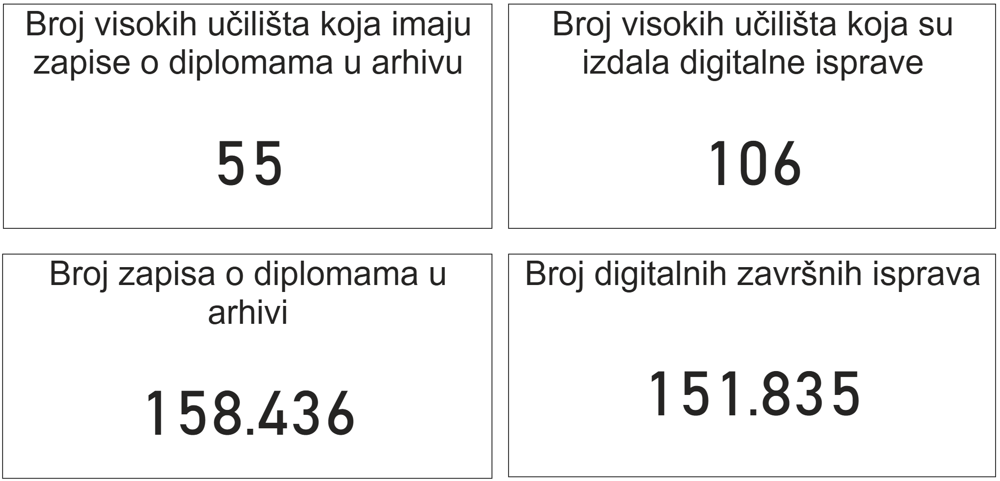 Broj visokih učilišta koja imaju
zapise o diplomama u arhivu
55
Broj visokih učilišta koja su
izdala digitalne isprave
106
Broj zapisa o diplomama u
arhivi
158.436
Broj digitalnih završnih isprava
151.835